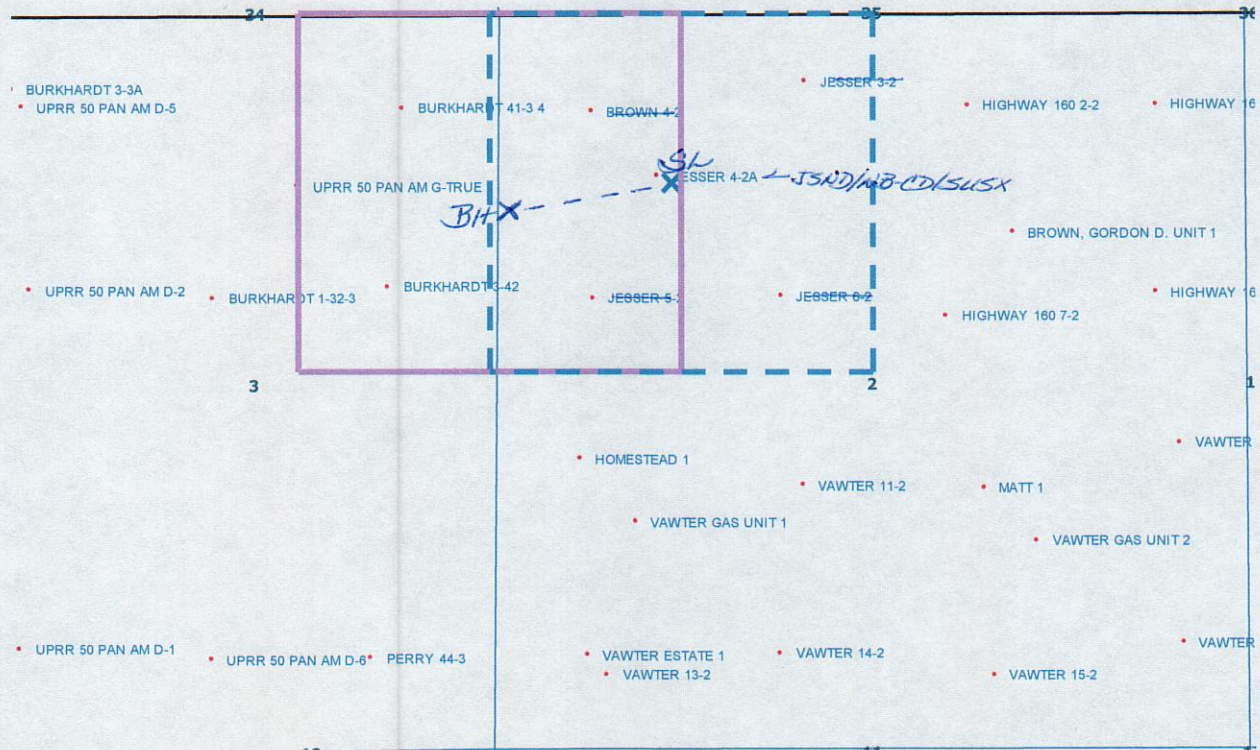 34
35
36
BURKHARDT 3-3A
UPRR 50 PAN AM D-5
BURKHARDT 41-3 4
BROWN 4-2
JESSER 3-2
HIGHWAY 160 2-2
HIGHWAY 16
SL
UPRR 50 PAN AM G-TRUE
ESSER 4-2A
BH
BROWN, GORDON D. UNIT 1
UPRR 50 PAN AM D-2
BURKHARDT 1-32-3
BURKHARDT 3-42
JESSER 5-2
JESSER 6-2
HIGHWAY 16
HIGHWAY 160 7-2
3
2
1
HOMESTEAD 1
VAWTER
VAWTER 11-2
MATT 1
VAWTER GAS UNIT 1
VAWTER GAS UNIT 2
UPRR 50 PAN AM D-1
UPRR 50 PAN AM D-6
PERRY 44-3
VAWTER ESTATE 1
VAWTER 14-2
VAWTER
VAWTER 13-2
VAWTER 15-2